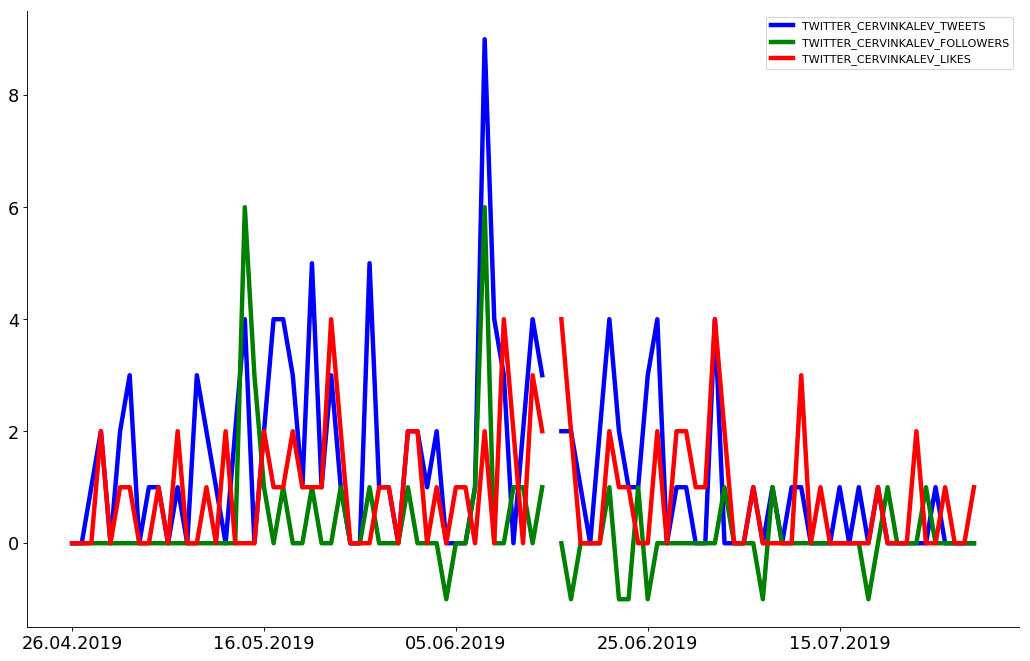 TWITTER_CERVINKALEV_TWEETS
TWITTER_CERVINKALEV_FOLLOWERS
TWITTER_CERVINKALEV_LIKES
8
6
4
2
0
26.04.2019 16.05.2019 05.06.2019 25.06.2019 15.07.2019